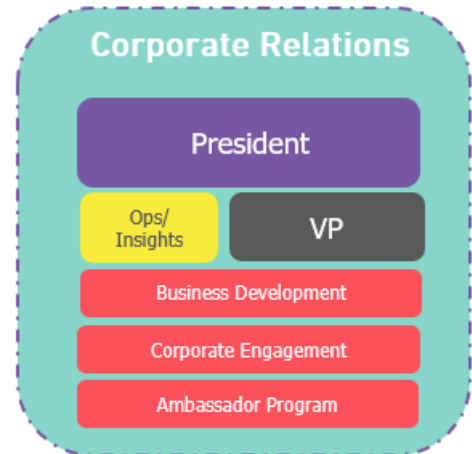 Corporate Relations
President
Ops/
Insights
VP
Business Development
Corporate Engagement
Ambassador Program